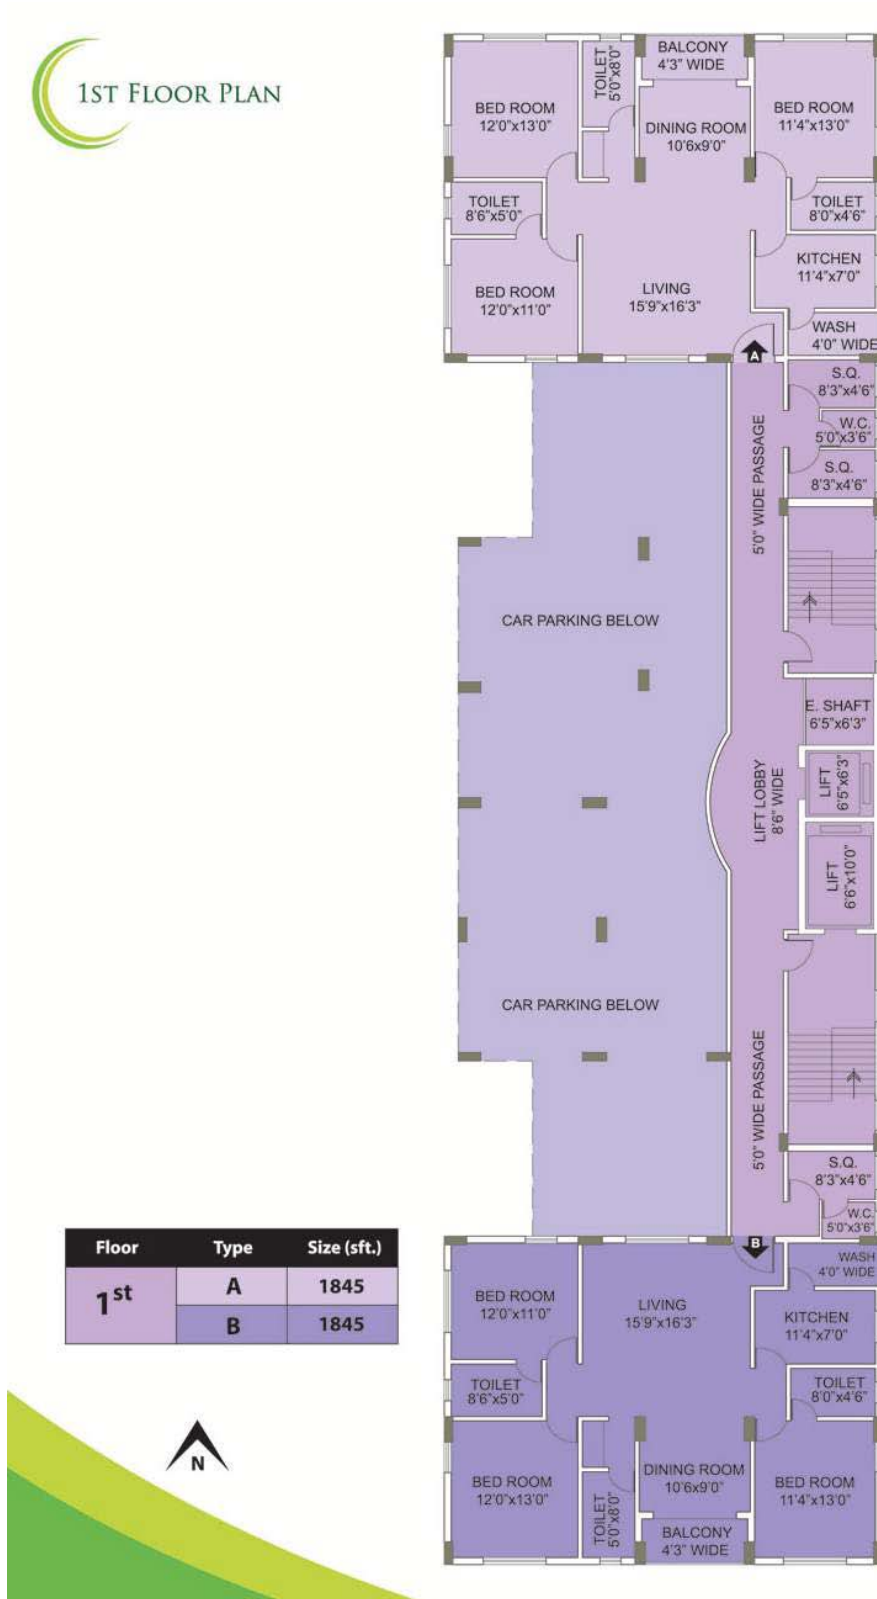 1ST FLOOR PLAN
BED ROOM
12'0"x13'0"
TOILET
5'0"x8'0"
BALCONY
4'3" WIDE
DINING ROOM
10'6x9'0"
BED ROOM
11'4"x13'0"
TOILET
8'6"x5'0"
TOILET
8'0"x4'6"
KITCHEN
11'4"x7'0"
BED ROOM
12'0"x11'0"
LIVING
15'9"x16'3"
WASH
4'0" WIDE
A
S.Q.
8'3"x4'6"
W.C.
5'0"x3'6"
S.Q.
8'3"x4'6"
5'0" WIDE PASSAGE
CAR PARKING BELOW
E. SHAFT
6'5"x6'3"
LIFT
6'5"x6'3"
LIFT LOBBY
8'6" WIDE
LIFT
6'6"x10'0"
CAR PARKING BELOW
5'0" WIDE PASSAGE
S.Q.
8'3"x4'6"
W.C.
5'0"x3'6"
B
WASH
4'0" WIDE
BED ROOM
12'0"x11'0"
LIVING
15'9"x16'3"
KITCHEN
11'4"x7'0"
TOILET
8'6"x5'0"
TOILET
8'0"x4'6"
BED ROOM
12'0"x13'0"
TOILET
5'0"x8'0"
DINING ROOM
10'6x9'0"
BALCONY
4'3" WIDE
BED ROOM
11'4"x13'0"
Floor Type Size (sft.)
1st A 1845
B 1845
N